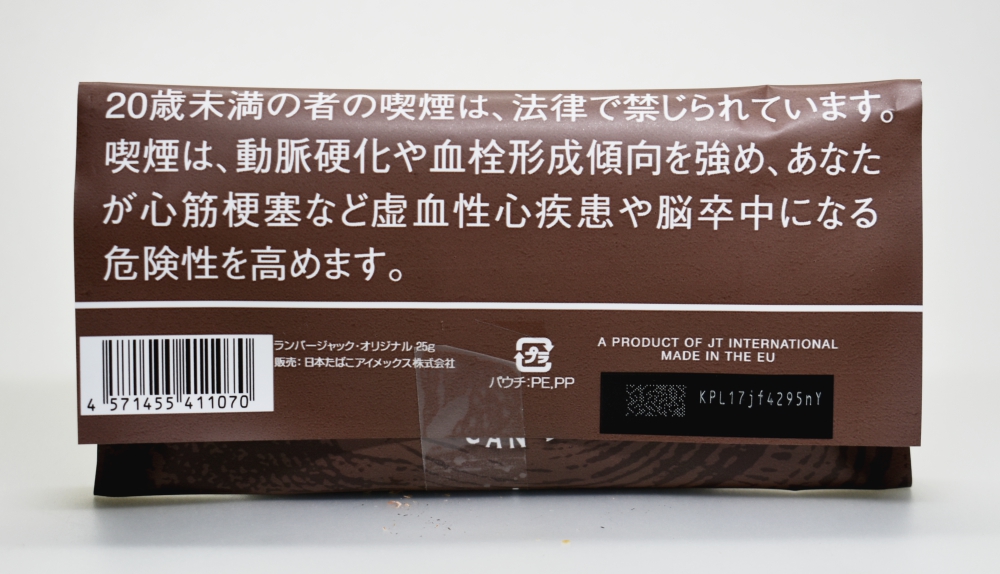 20歳未満の者の喫煙は、法律で禁じられています。
喫煙は、動脈硬化や血栓形成傾向を強め、あなた
が心筋梗塞など虚血性心疾患や脳卒中になる
危険性を高めます。
ランバージャック・オリジナル 25g
販売：日本たばこアイメックス株式会社
4 571455 411070
プラ
パウチ:PE,PP
A PRODUCT OF JT INTERNATIONAL
MADE IN THE EU
KPL17jf4295nY